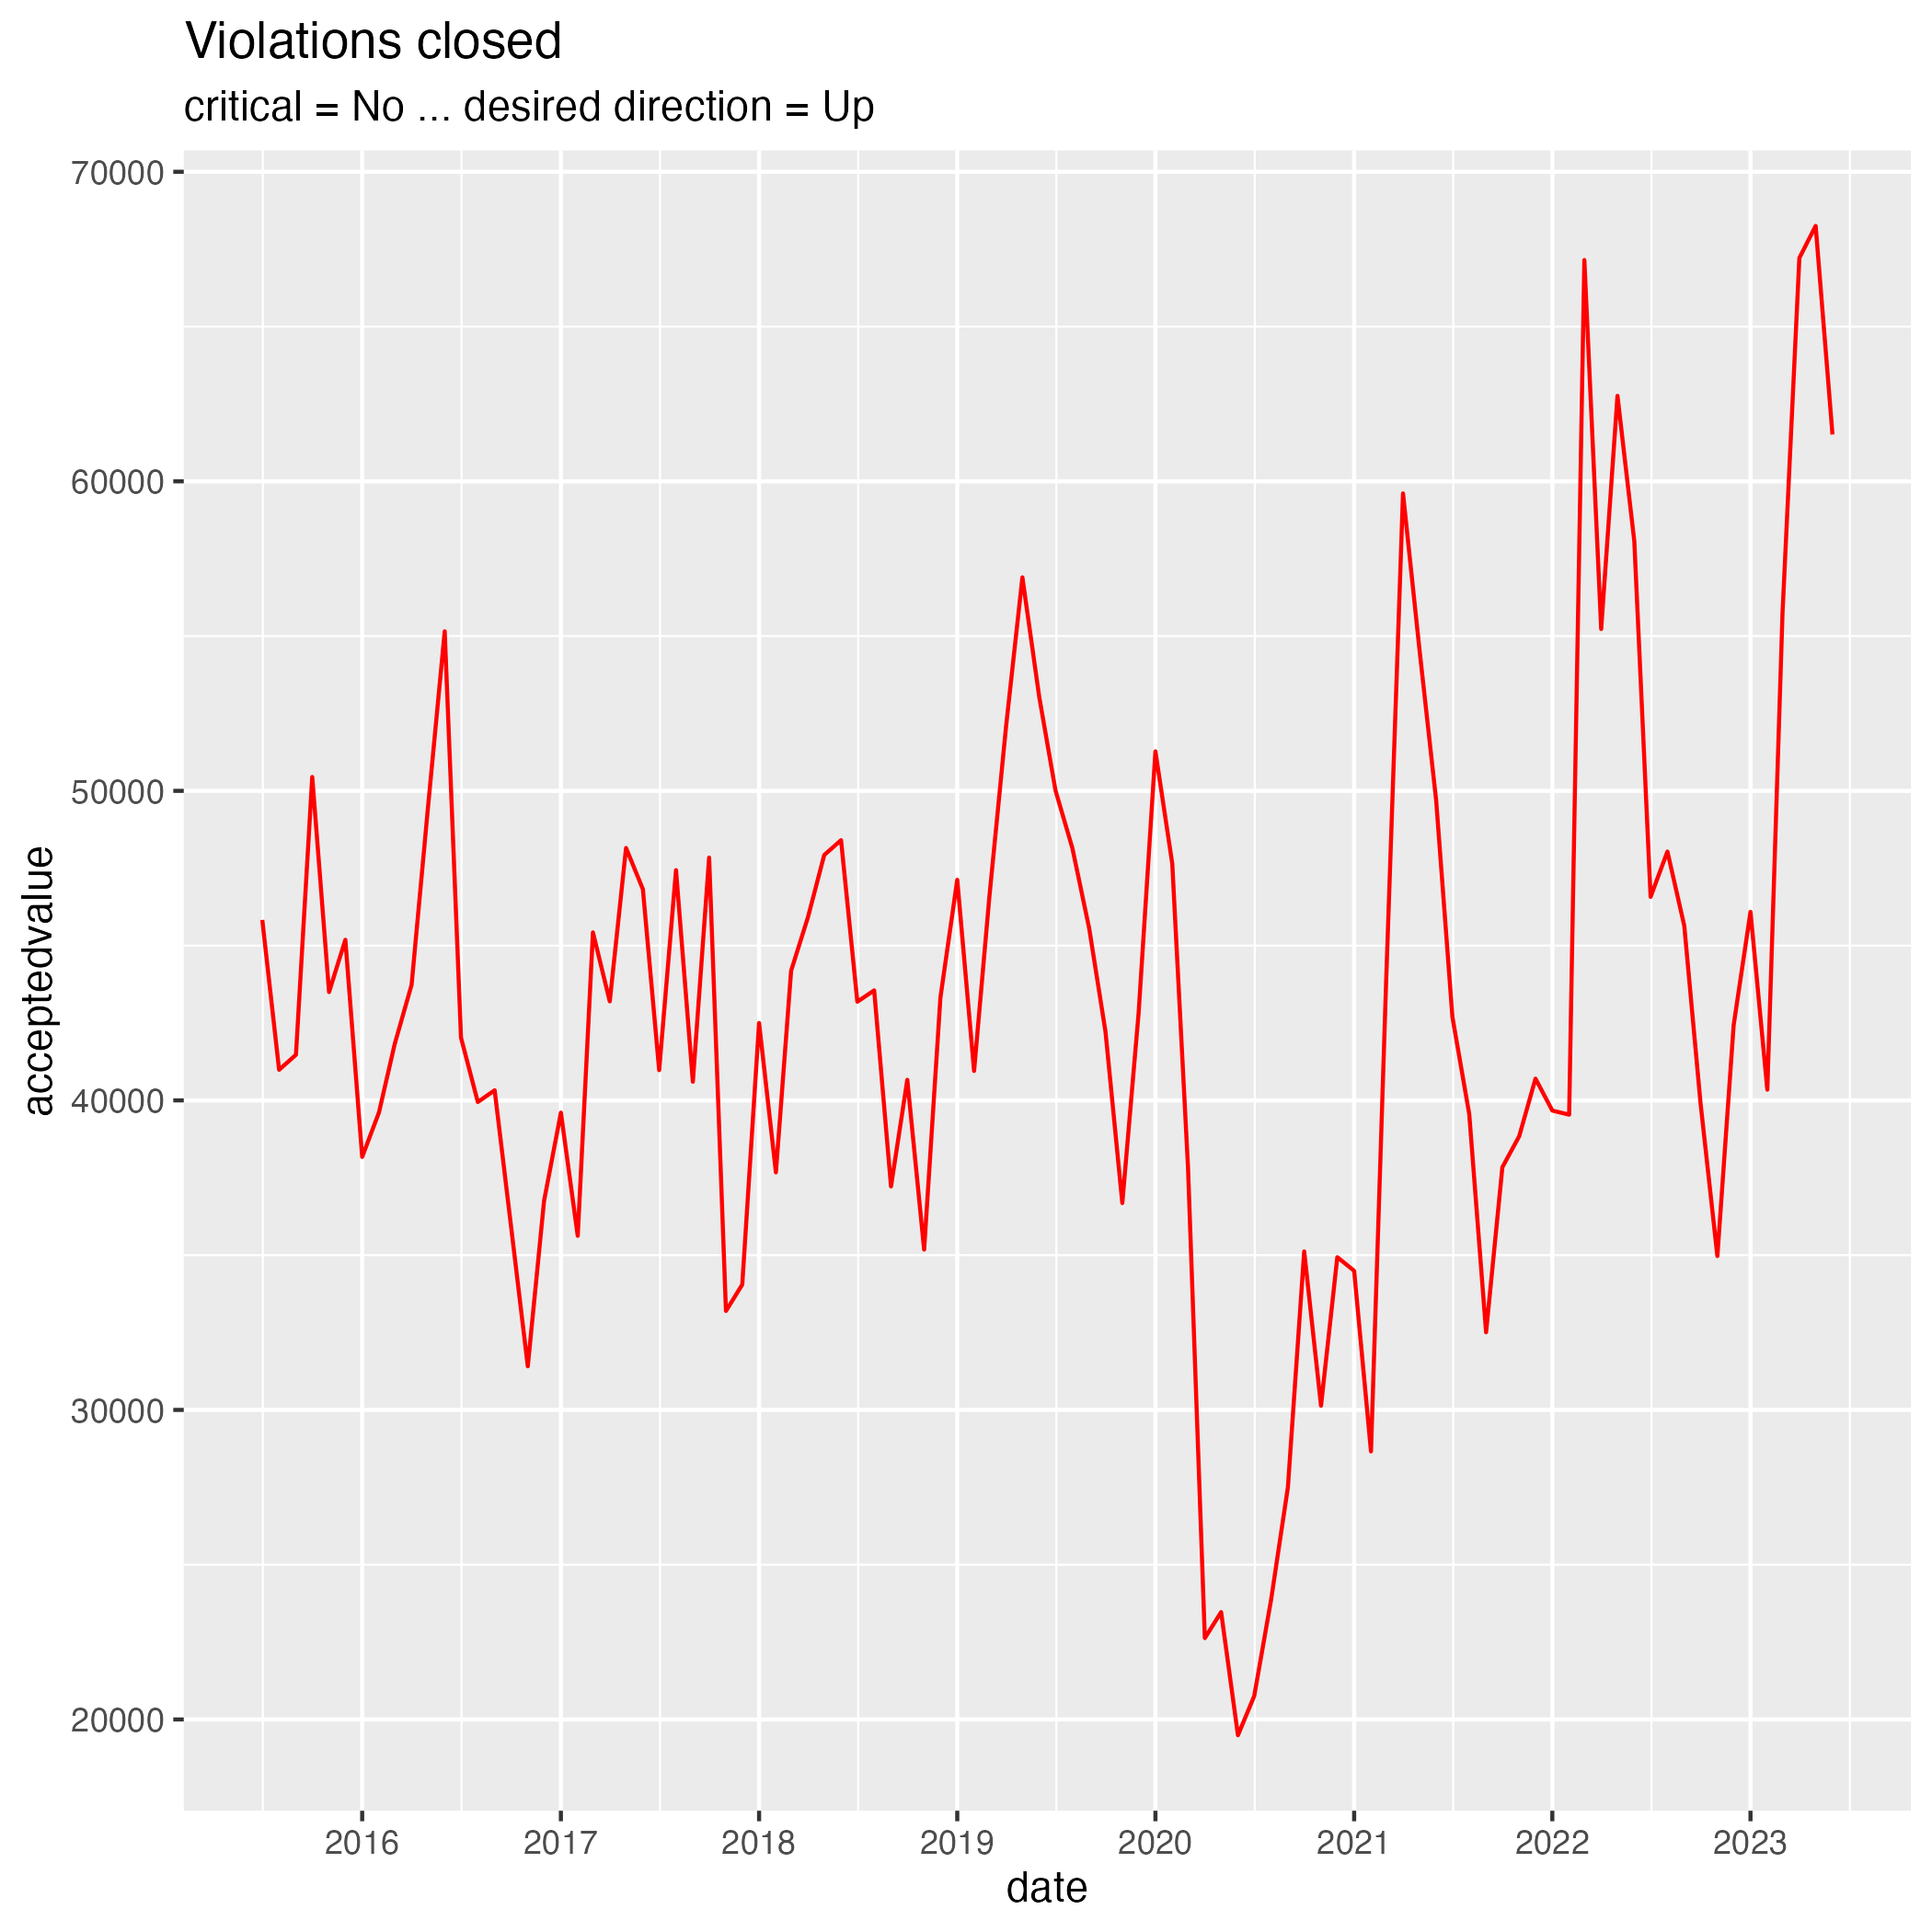 Violations closed
critical = No ... desired direction = Up
70000
60000
50000
40000
30000
20000
acceptedvalue
2016 2017 2018 2019 2020 2021 2022 2023
date